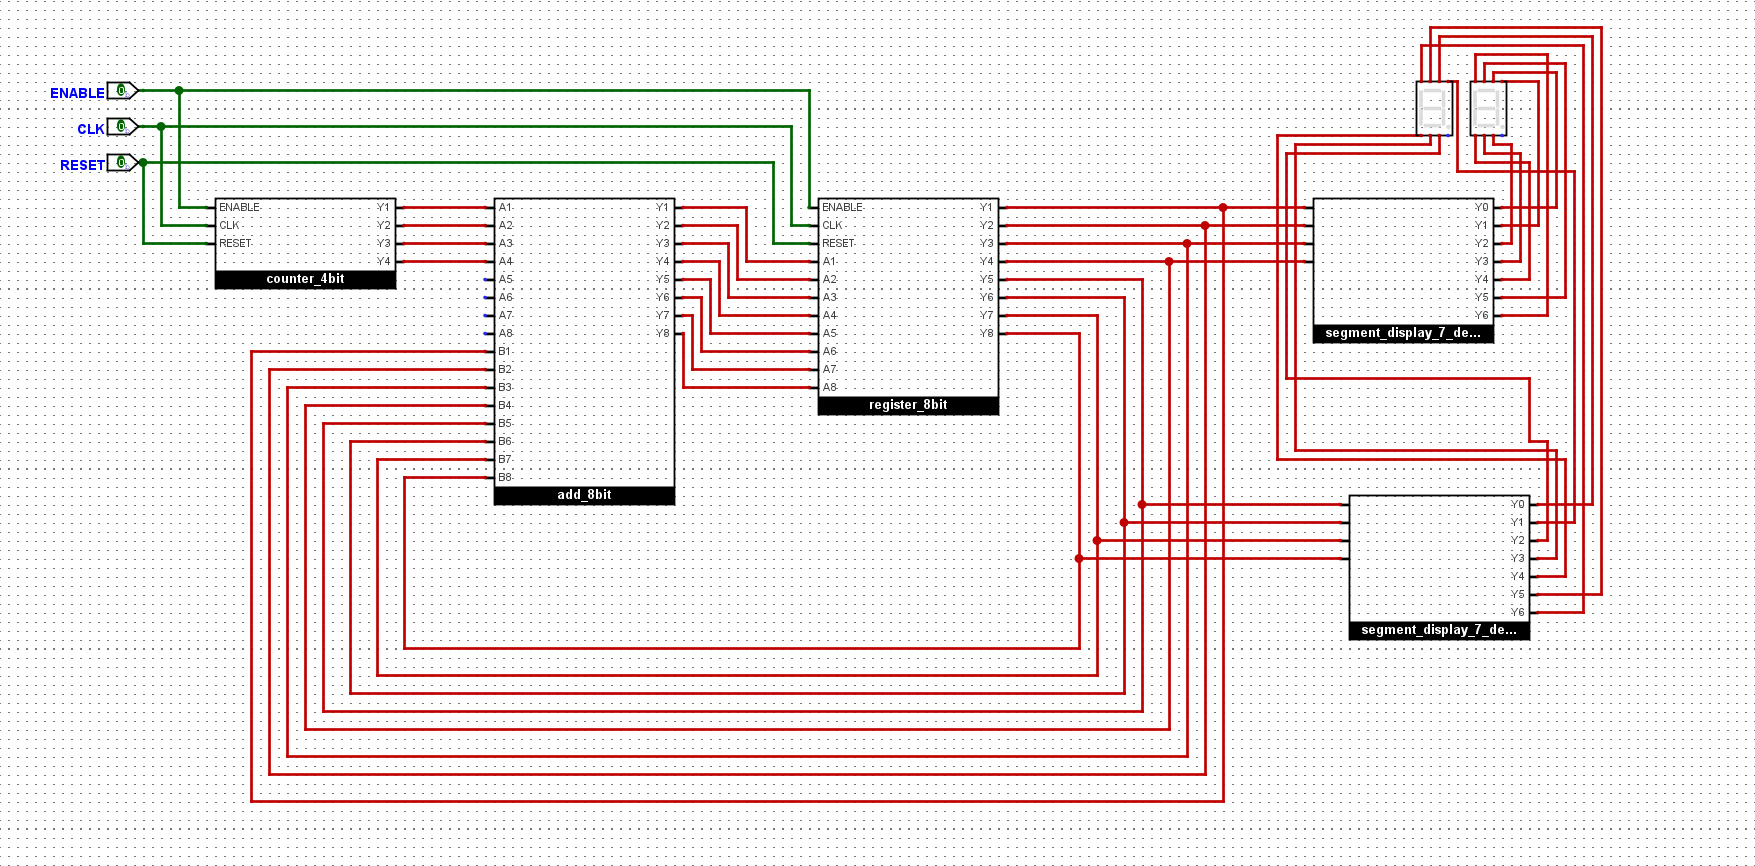 ENABLE
CLK
RESET
ENABLE
CLK
RESET
Y1
Y2
Y3
Y4
counter_4bit
A1
A2
A3
A4
A5
A6
A7
A8
B1
B2
B3
B4
B5
B6
B7
B8
Y1
Y2
Y3
Y4
Y5
Y6
Y7
Y8
add_8bit
ENABLE
CLK
RESET
A1
A2
A3
A4
A5
A6
A7
A8
Y1
Y2
Y3
Y4
Y5
Y6
Y7
Y8
register_8bit
Y0
Y1
Y2
Y3
Y4
Y5
Y6
segment_display_7_de...
Y0
Y1
Y2
Y3
Y4
Y5
Y6
segment_display_7_de...